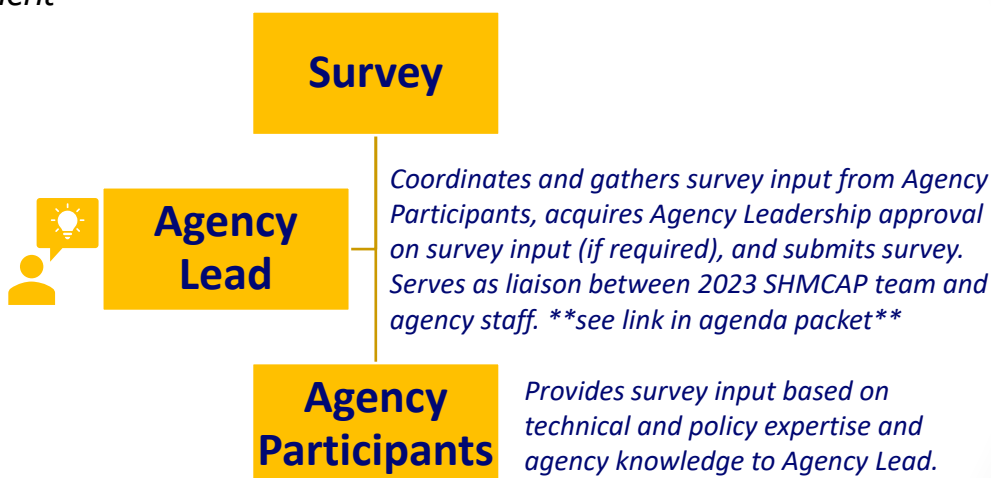 Survey
Agency
Lead
Coordinates and gathers survey input from Agency
Participants, acquires Agency Leadership approval
on survey input (if required), and submits survey.
Serves as liaison between 2023 SHMCAP team and
agency staff. **see link in agenda packet**
Agency
Participants
Provides survey input based on
technical and policy expertise and
agency knowledge to Agency Lead.